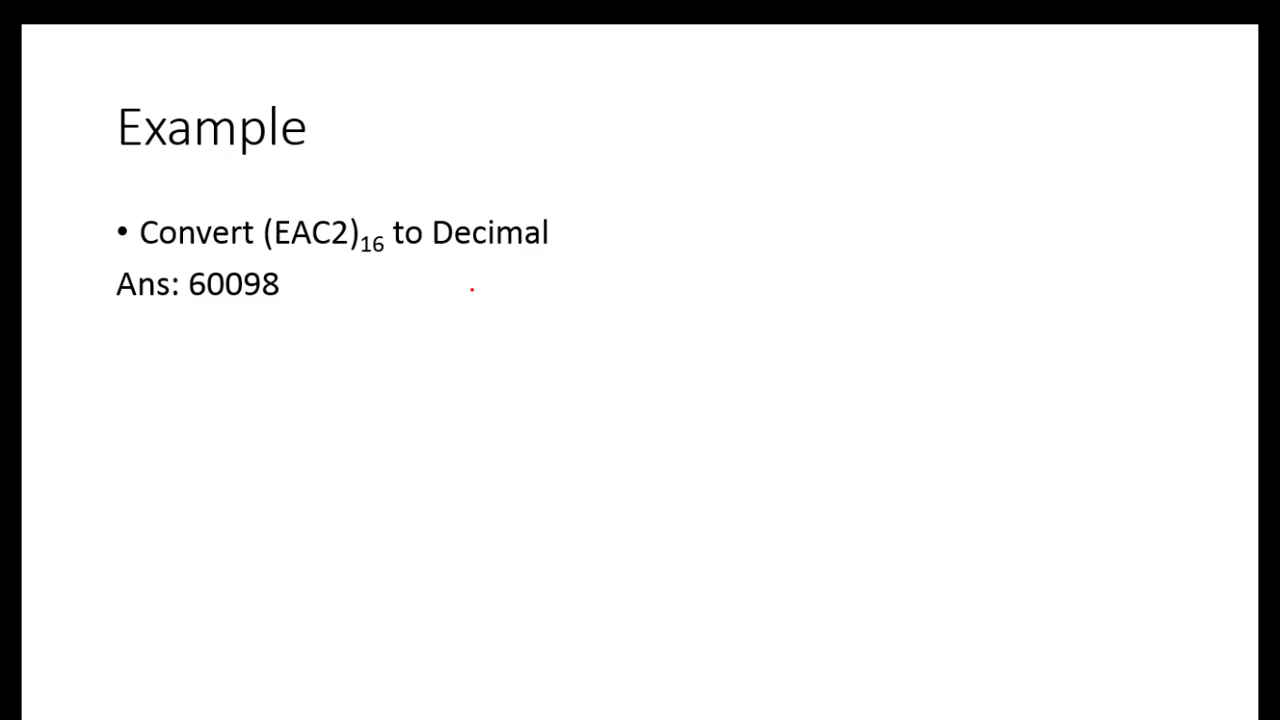 Example
• Convert (EAC2)₁₆ to Decimal
Ans: 60098